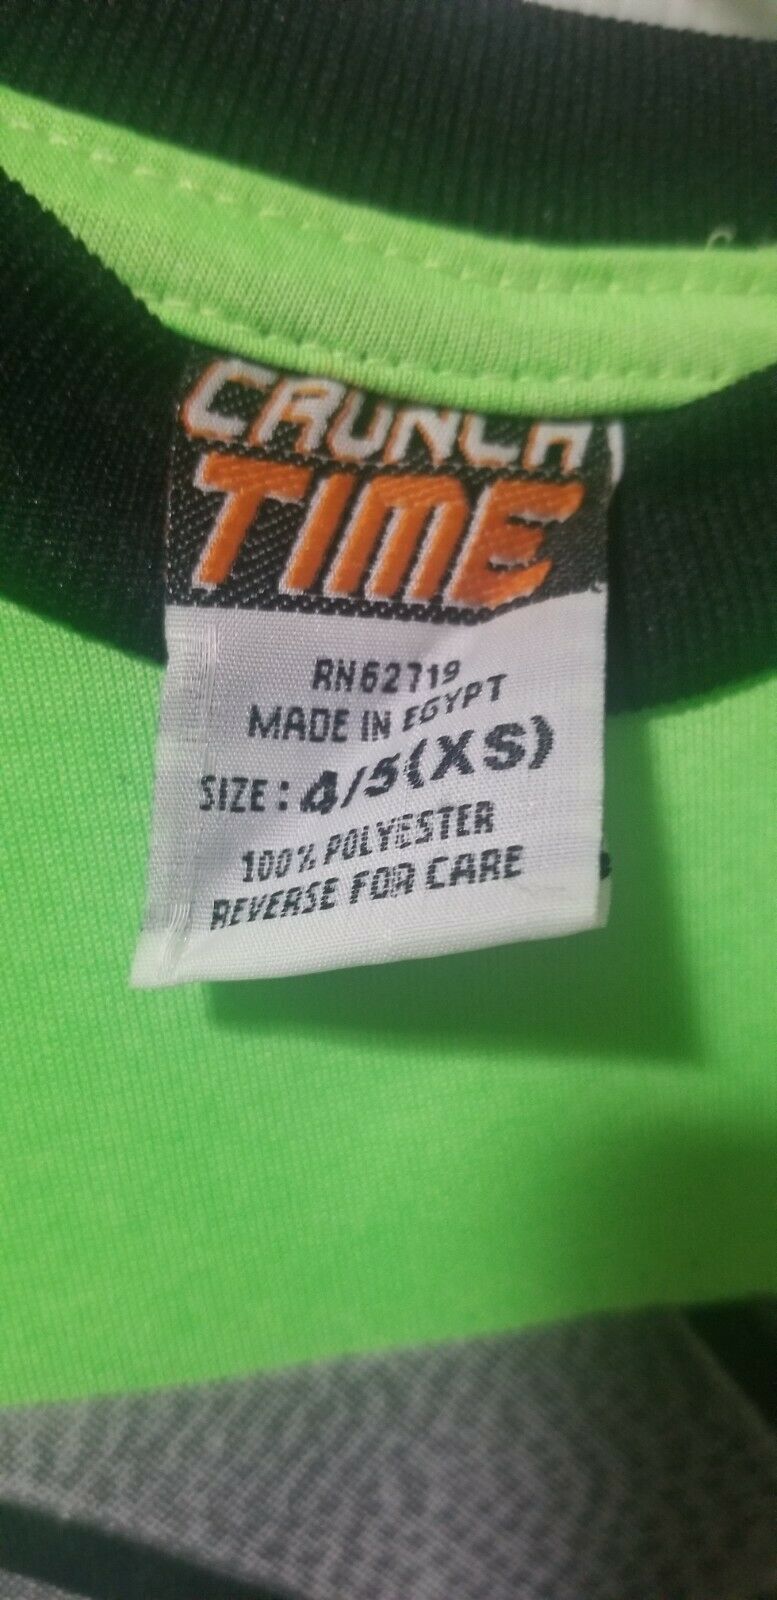 CRUNCH
TIME
RN62719
MADE IN EGYPT
SIZE: 4/5(XS)
100% POLYESTER
REVERSE FOR CARE